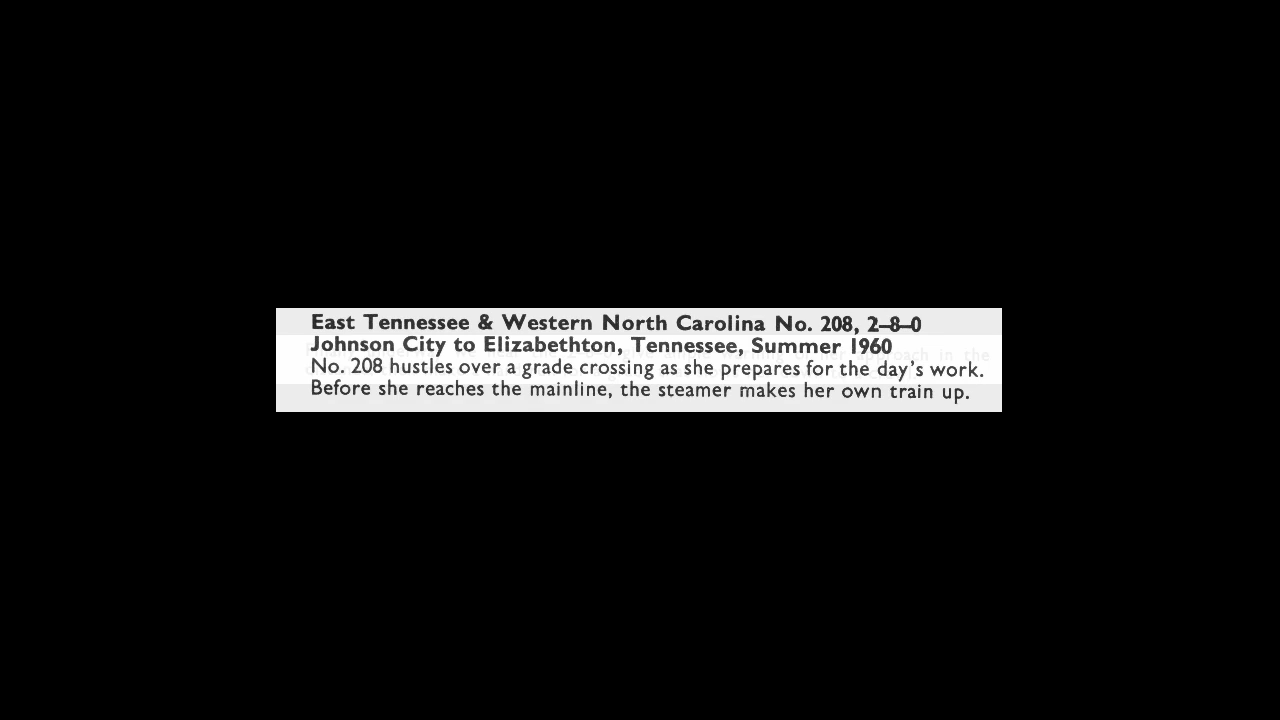 East Tennessee & Western North Carolina No. 208, 2–8–0
Johnson City to Elizabethton, Tennessee, Summer 1960
No. 208 hustles over a grade crossing as she prepares for the day's work.
Before she reaches the mainline, the steamer makes her own train up.